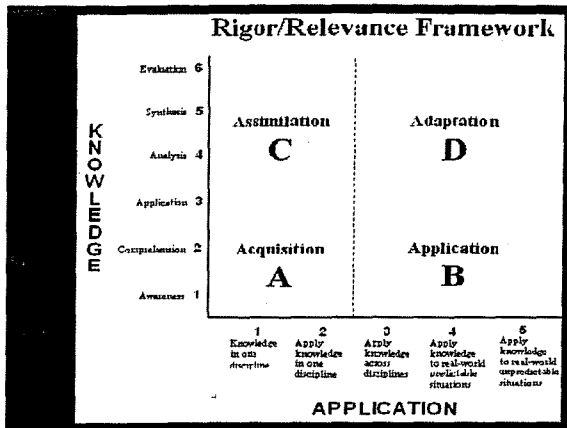 Rigor/Relevance Framework
KNOWLEDGE
Evaluation 6
Synthesis 5
Analysis 4
Application 3
Comprehension 2
Awareness 1
Assimilation
C
Adaptation
D
Acquisition
A
Application
B
1
Knowledge
in one
discipline
2
Apply
knowledge
in one
discipline
3
Apply
knowledge
across
disciplines
4
Apply
knowledge
to real-world
predictable
situations
5
Apply
knowledge
to real-world
unpredictable
situations
APPLICATION